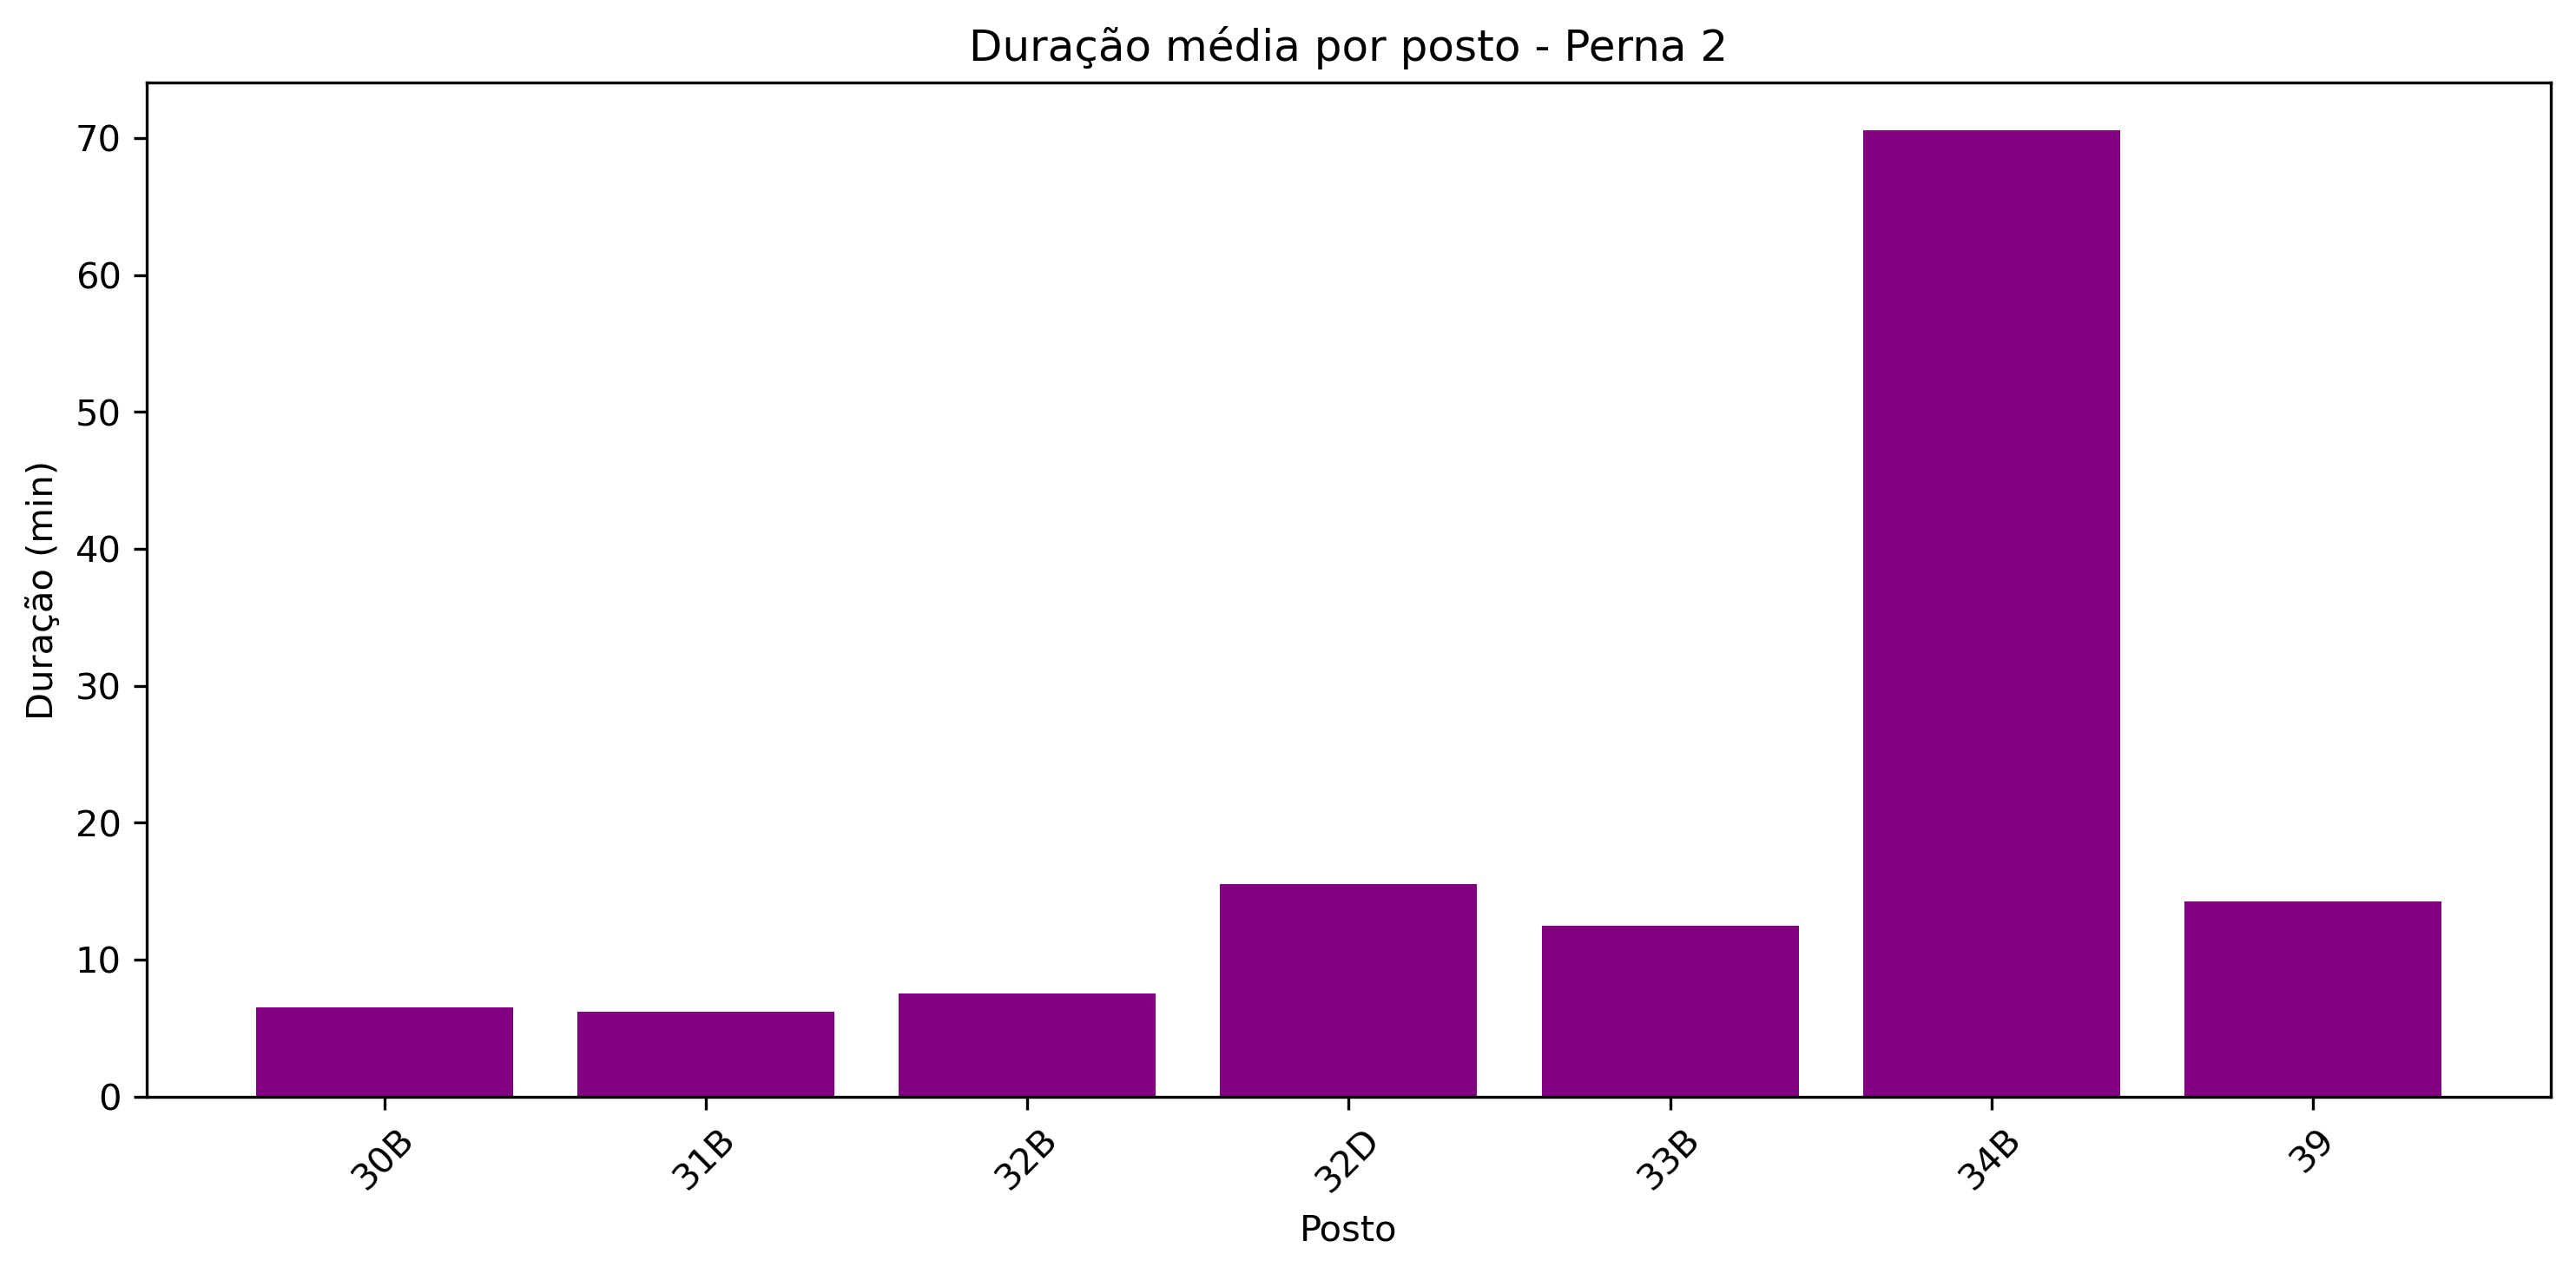 Duração média por posto - Perna 2
Duração (min)
70
60
50
40
30
20
10
0
30B
31B
32B
32D
33B
34B
39
Posto